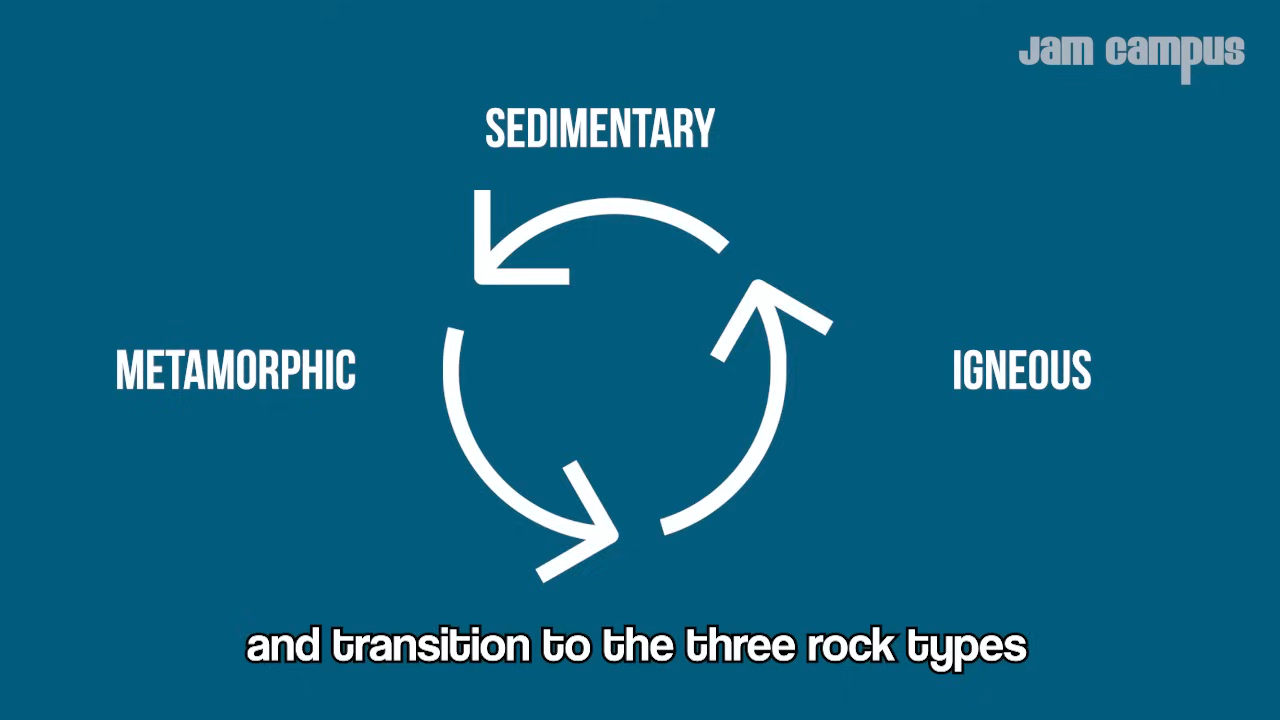 Jam campus
SEDIMENTARY
METAMORPHIC
IGNEOUS
and transition to the three rock types